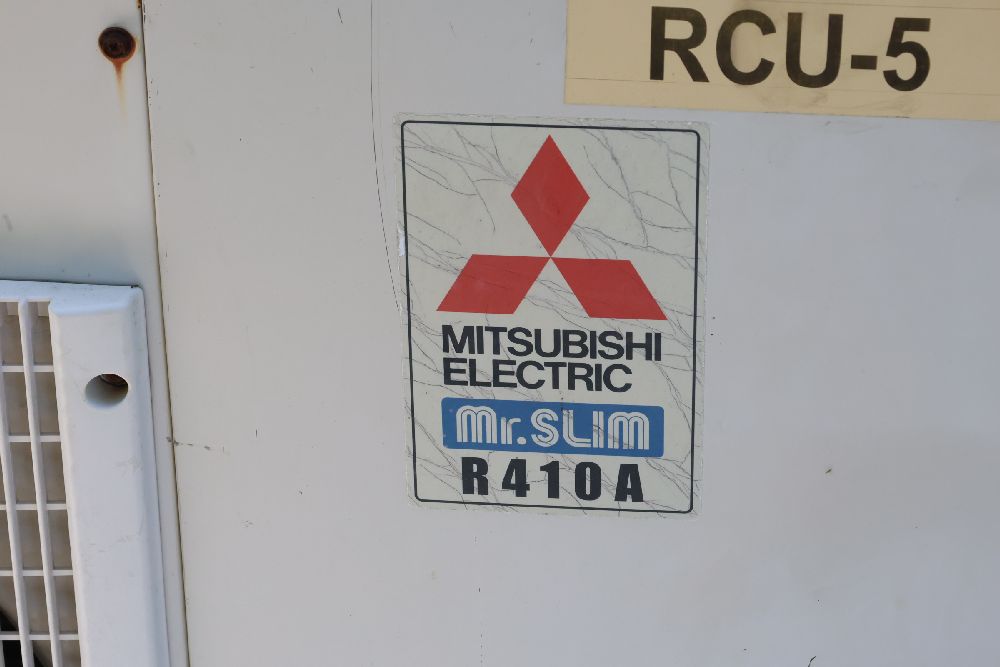 RCU-5
MITSUBISHI
ELECTRIC
Mr.SLIM
R410A